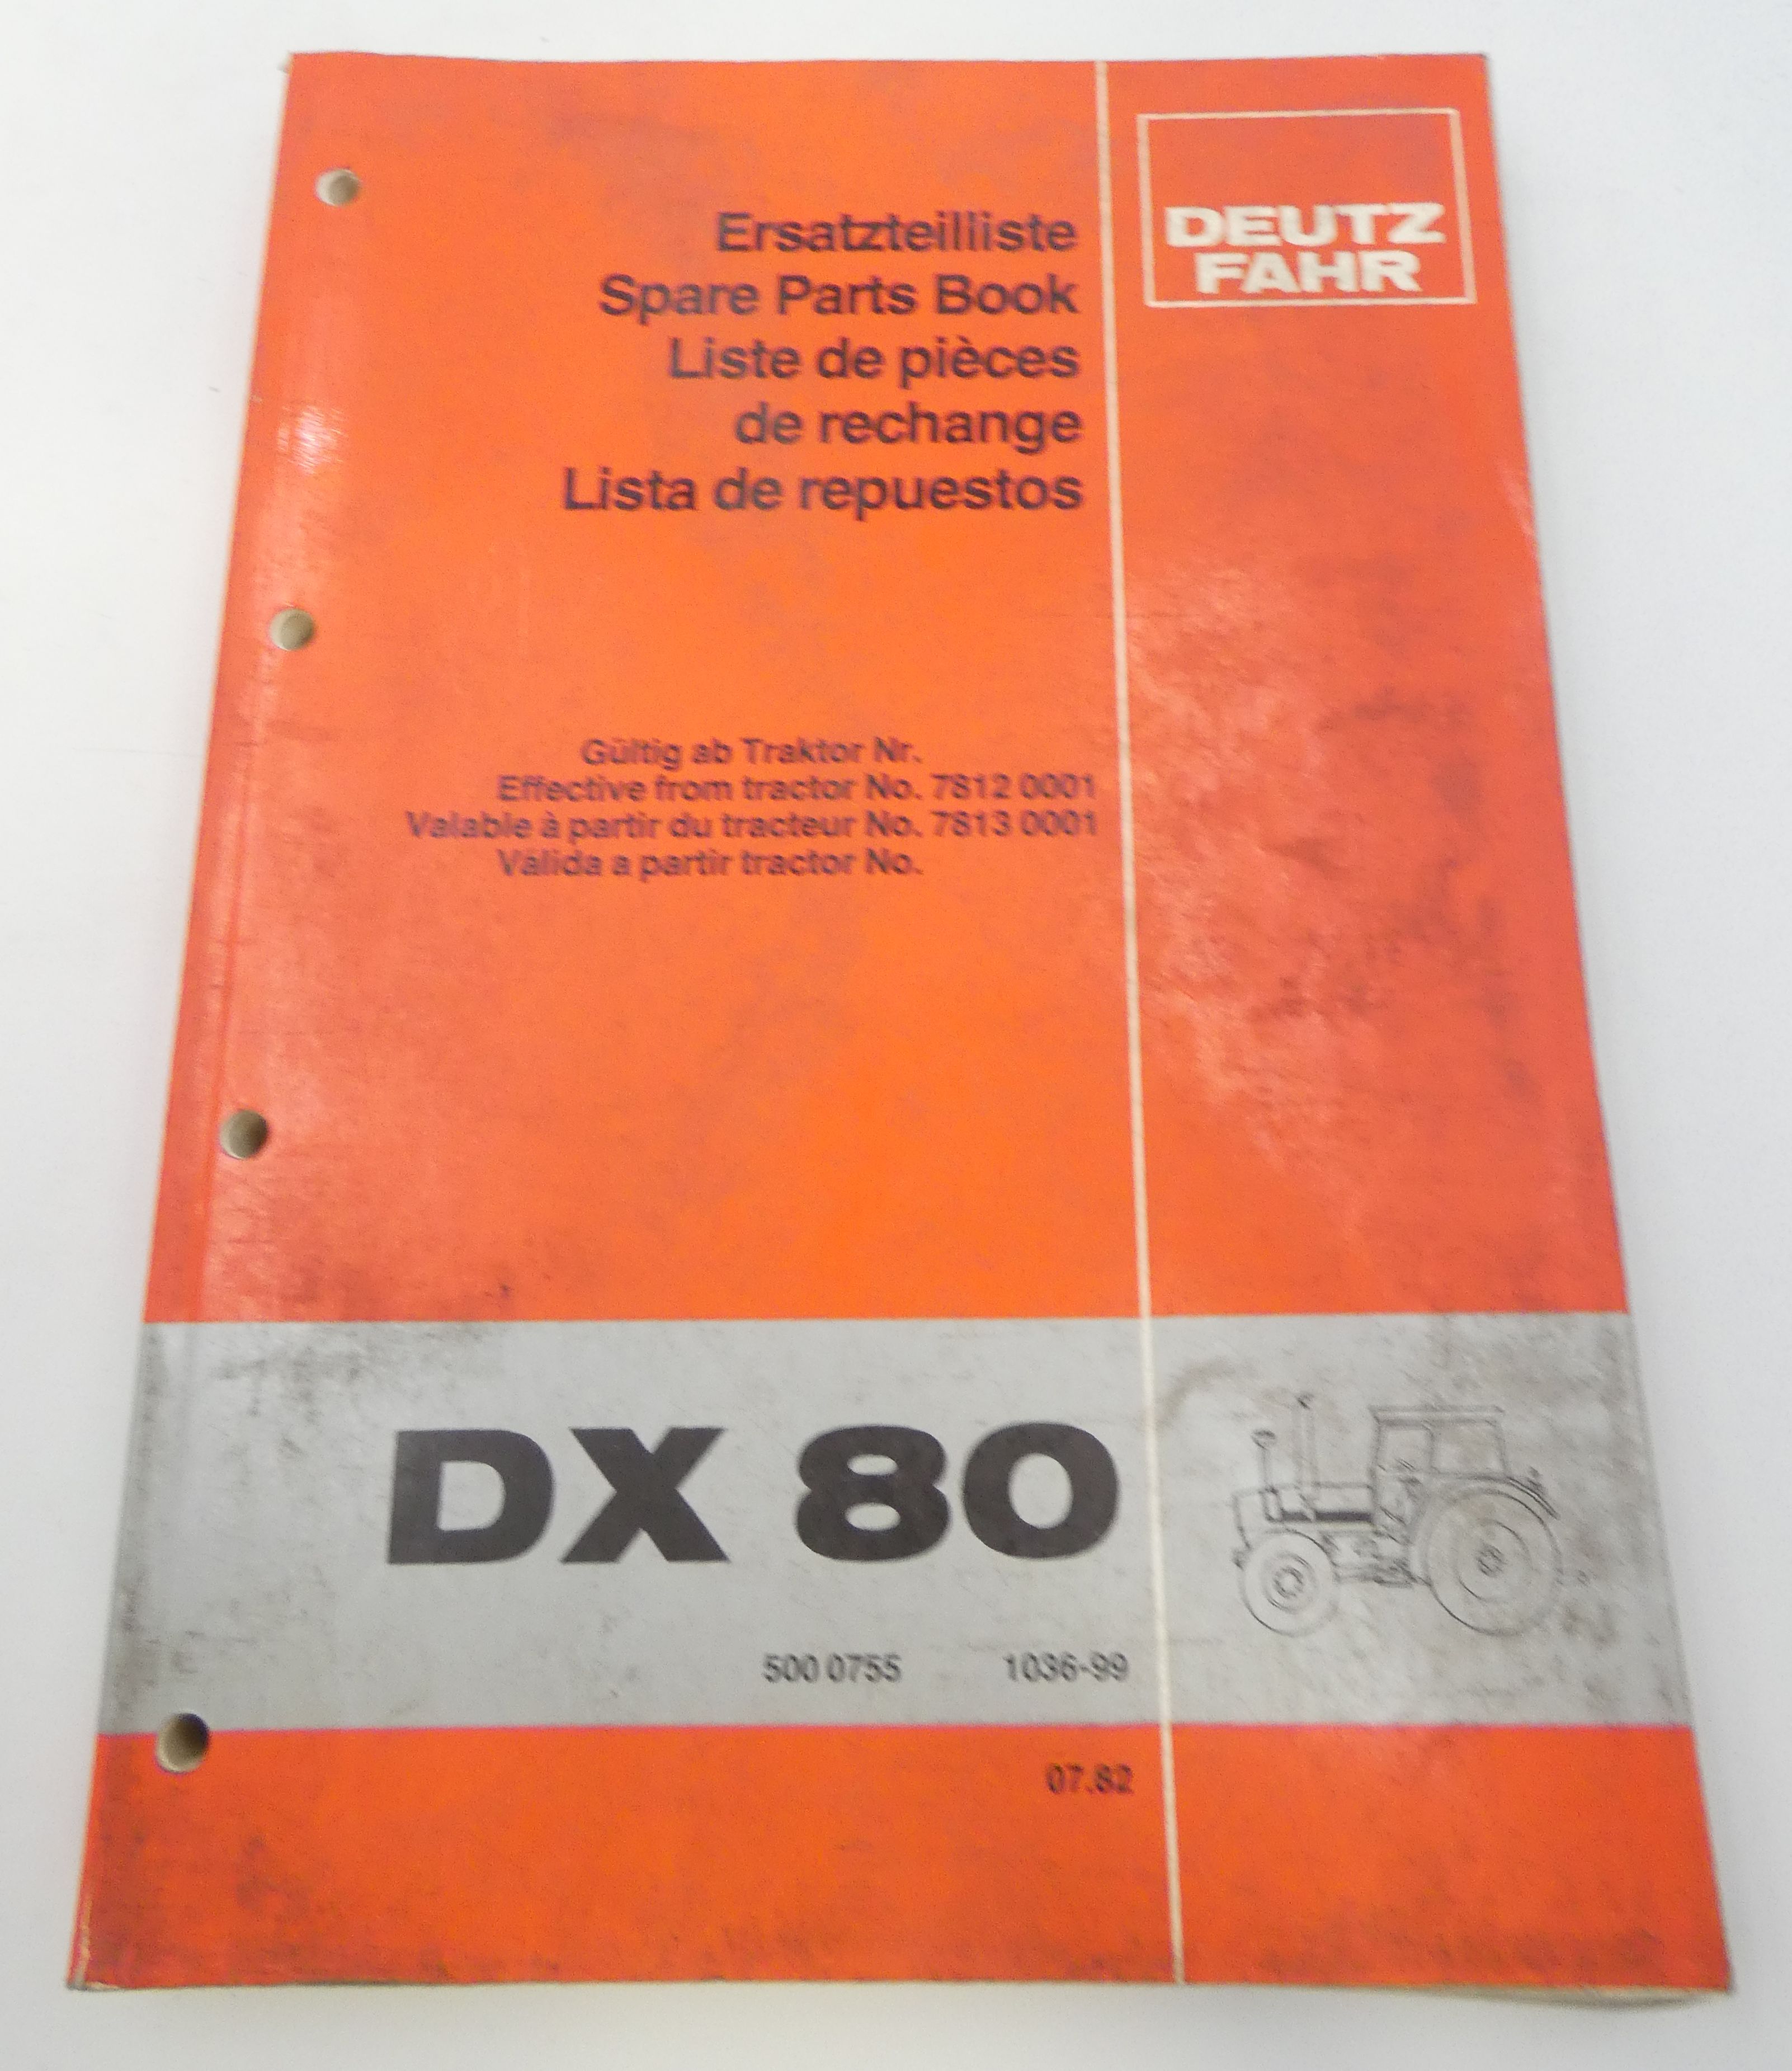 DEUTZ
FAHR
Ersatzteilliste
Spare Parts Book
Liste de pièces
de rechange
Lista de repuestos
Gültig ab Traktor Nr.
Effective from tractor No. 7812 0001
Valable à partir du tracteur No. 7813 0001
Válida a partir tractor No.
DX 80
500 0755 1036-99
07.82